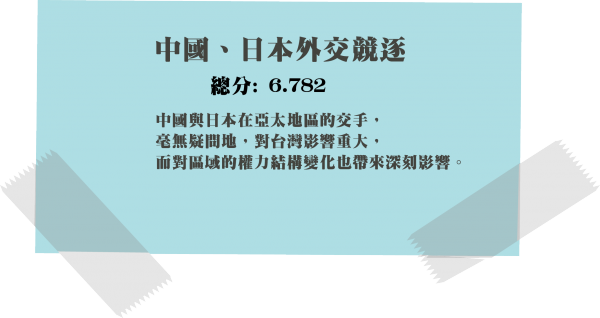 中國、日本外交競逐
總分: 6.782
中國與日本在亞太地區的交手，
毫無疑問地，對台灣影響重大，
而對區域的權力結構變化也帶來深刻影響。